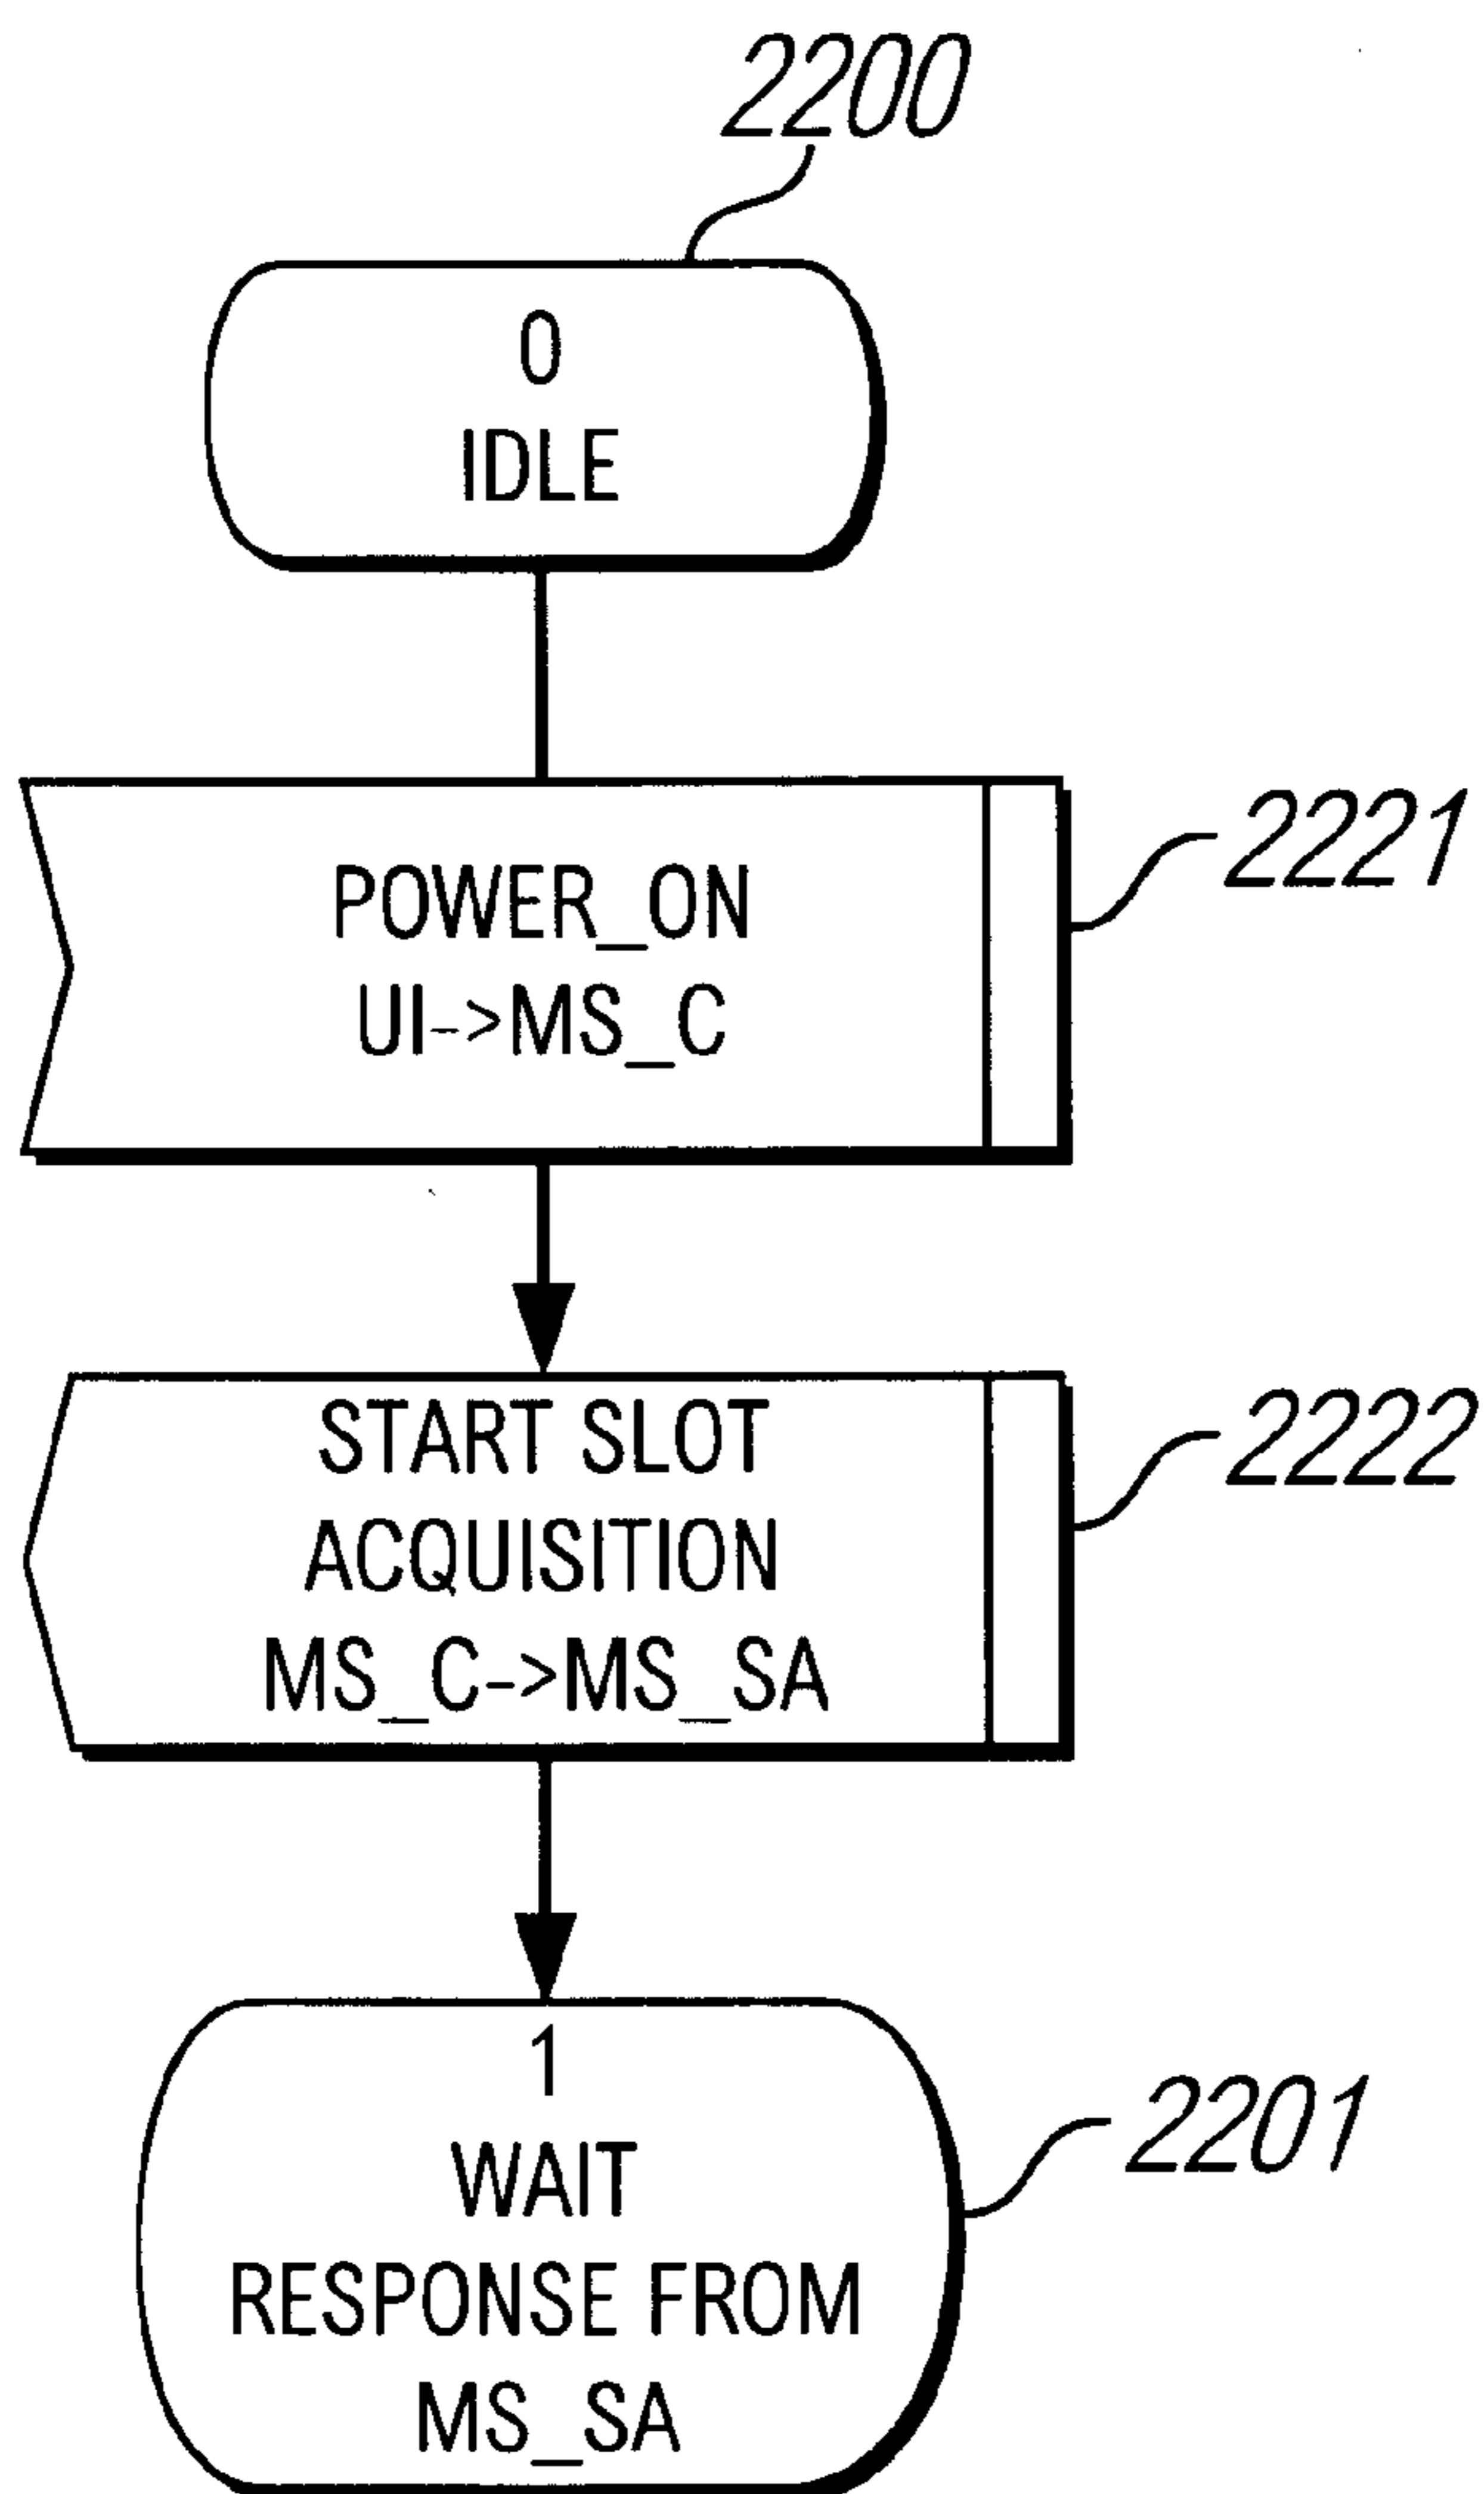 2200
0
IDLE
POWER_ON
UI->MS_C
2221
START SLOT
ACQUISITION
MS_C->MS_SA
2222
1
WAIT
RESPONSE FROM
MS_SA
2201